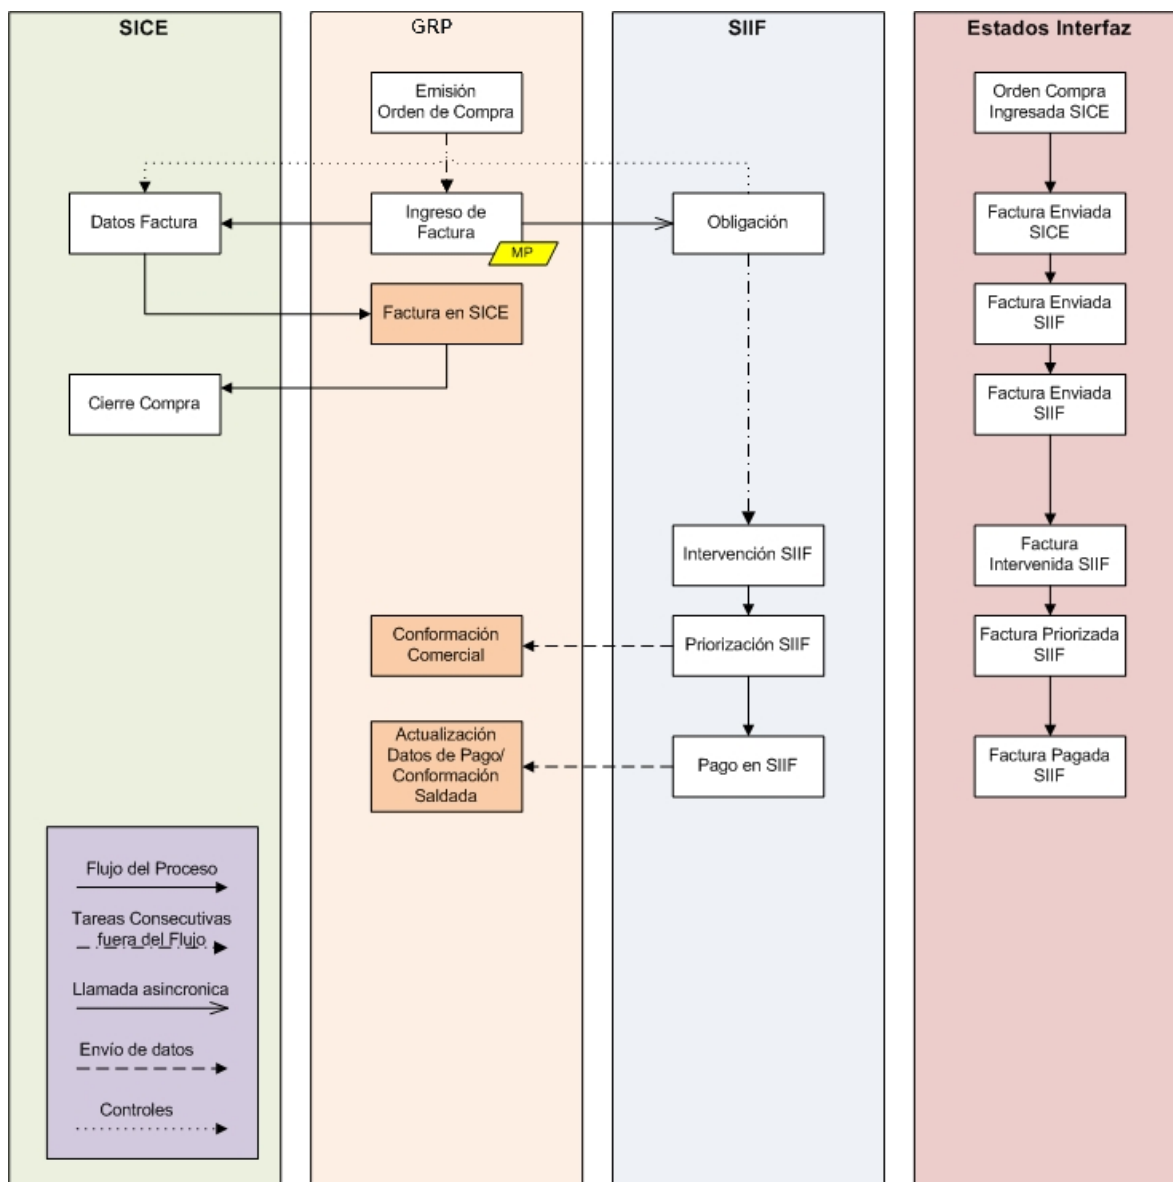 SICE
GRP
SIIF
Estados Interfaz
Emisión
Orden de Compra
Orden Compra
Ingresada SICE
Datos Factura
Ingreso de
Factura
MP
Obligación
Factura Enviada
SICE
Factura en SICE
Factura Enviada
SIIF
Cierre Compra
Factura Enviada
SIIF
Intervención SIIF
Factura
Intervenida SIIF
Conformación
Comercial
Priorización SIIF
Factura Priorizada
SIIF
Actualización
Datos de Pago/
Conformación
Saldada
Pago en SIIF
Factura Pagada
SIIF
Flujo del Proceso
Tareas Consecutivas
fuera del Flujo
Llamada asincronica
Envío de datos
Controles